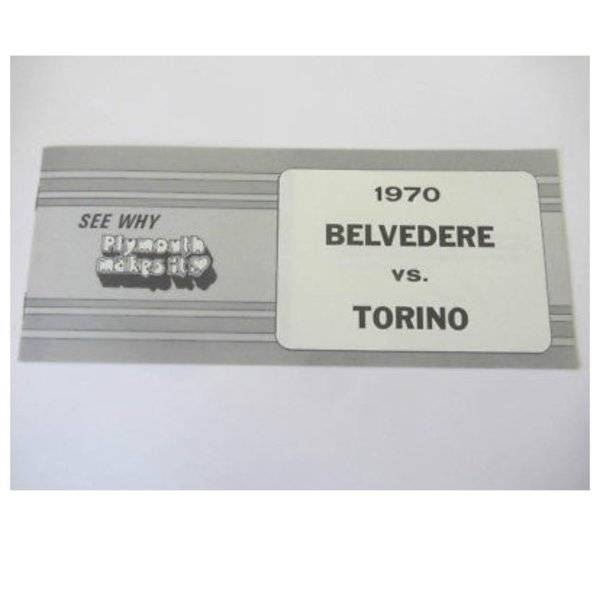 SEE WHY
Plymouth
makes it
1970
BELVEDERE
vs.
TORINO